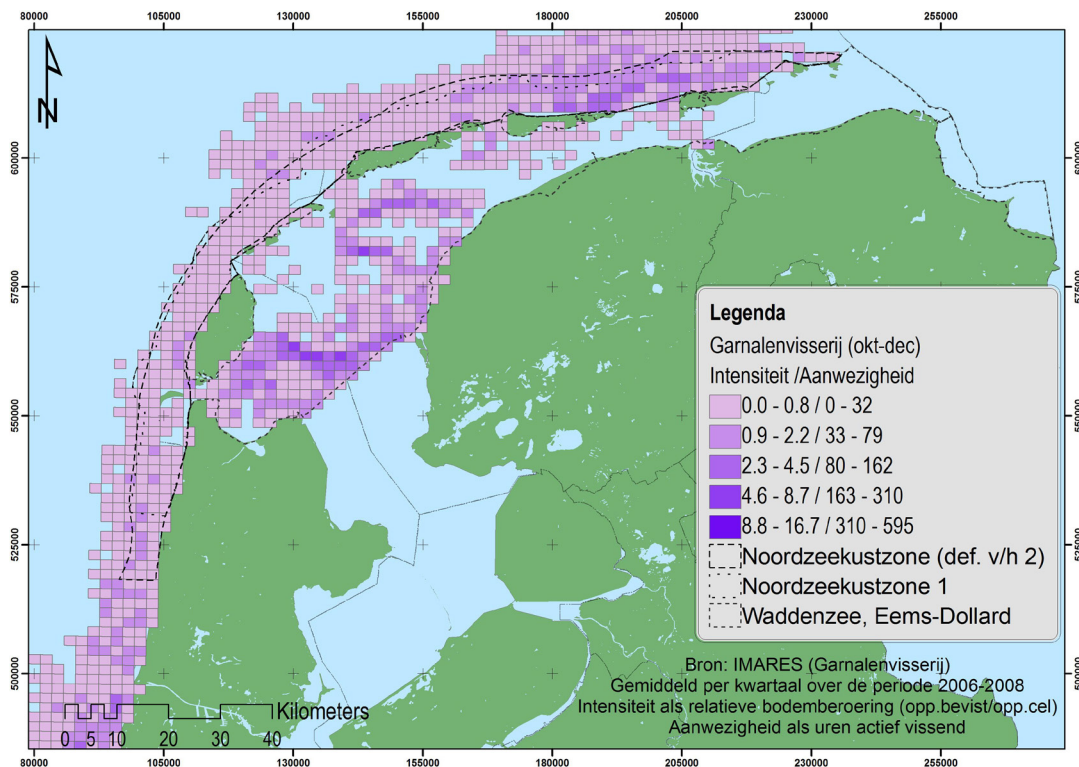 80000 105000 130000 155000 180000 205000 230000 255000
N
600000 600000
575000 575000
550000 550000
525000 525000
500000 500000
Legenda
Garnalenvisserij (okt-dec)
Intensiteit /Aanwezigheid
0.0 - 0.8 / 0 - 32
0.9 - 2.2 / 33 - 79
2.3 - 4.5 / 80 - 162
4.6 - 8.7 / 163 - 310
8.8 - 16.7 / 310 - 595
Noordzeekustzone (def. v/h 2)
Noordzeekustzone 1
Waddenzee, Eems-Dollard
Bron: IMARES (Garnalenvisserij)
Gemiddeld per kwartaal over de periode 2006-2008
Intensiteit als relatieve bodemberoering (opp.bevist/opp.cel)
Aanwezigheid als uren actief vissend
Kilometers
0 5 10 20 30 40
80000 105000 130000 155000 180000 205000 230000 255000